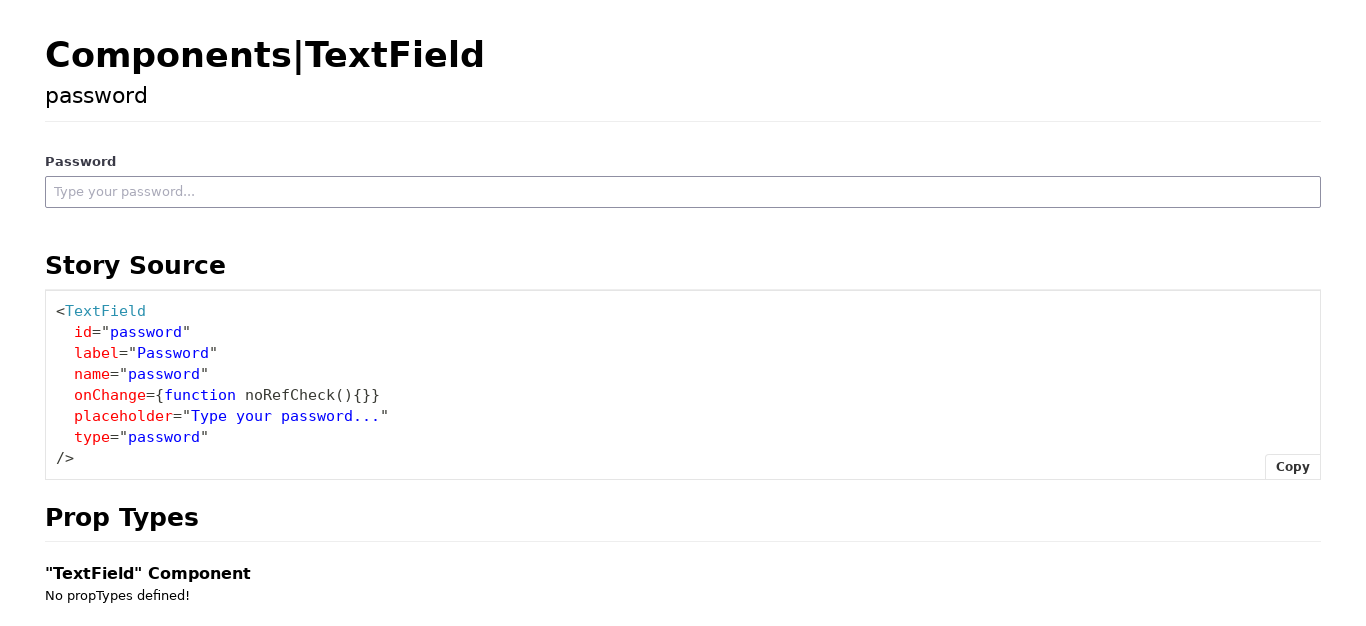 Components|TextField
password
Password
Type your password...
Story Source
<TextField
  id="password"
  label="Password"
  name="password"
  onChange={function noRefCheck(){}}
  placeholder="Type your password..."
  type="password"
/>
Copy
Prop Types
"TextField" Component
No propTypes defined!